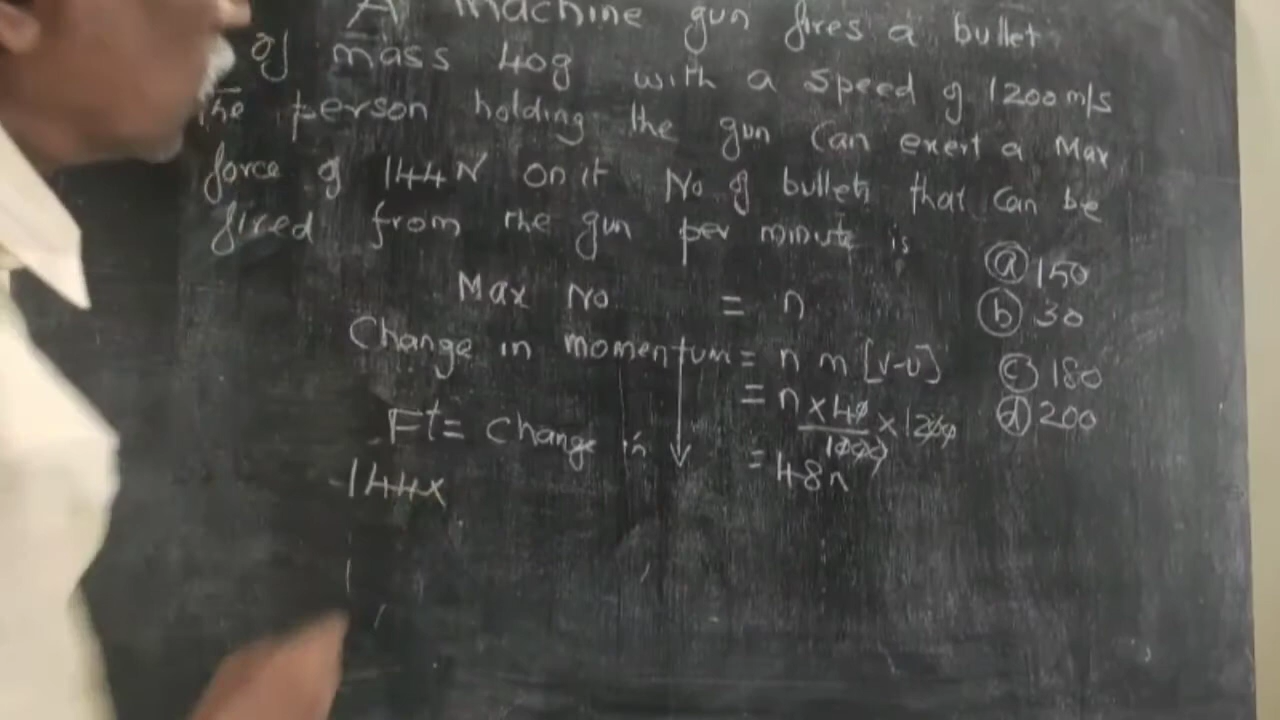 A machine gun fires a bullet
of mass 40g with a speed of 1200 m/s
The person holding the gun can exert a Max
force of 144N on it No of bullets that can be
fired from the gun per minute is
(a) 150
(b) 30
(c) 180
(d) 200
Max No = n
Change in momentum = n m [v-u]
= n × 40/1000 × 1200
= 48n
Ft = Change in ↓
144×